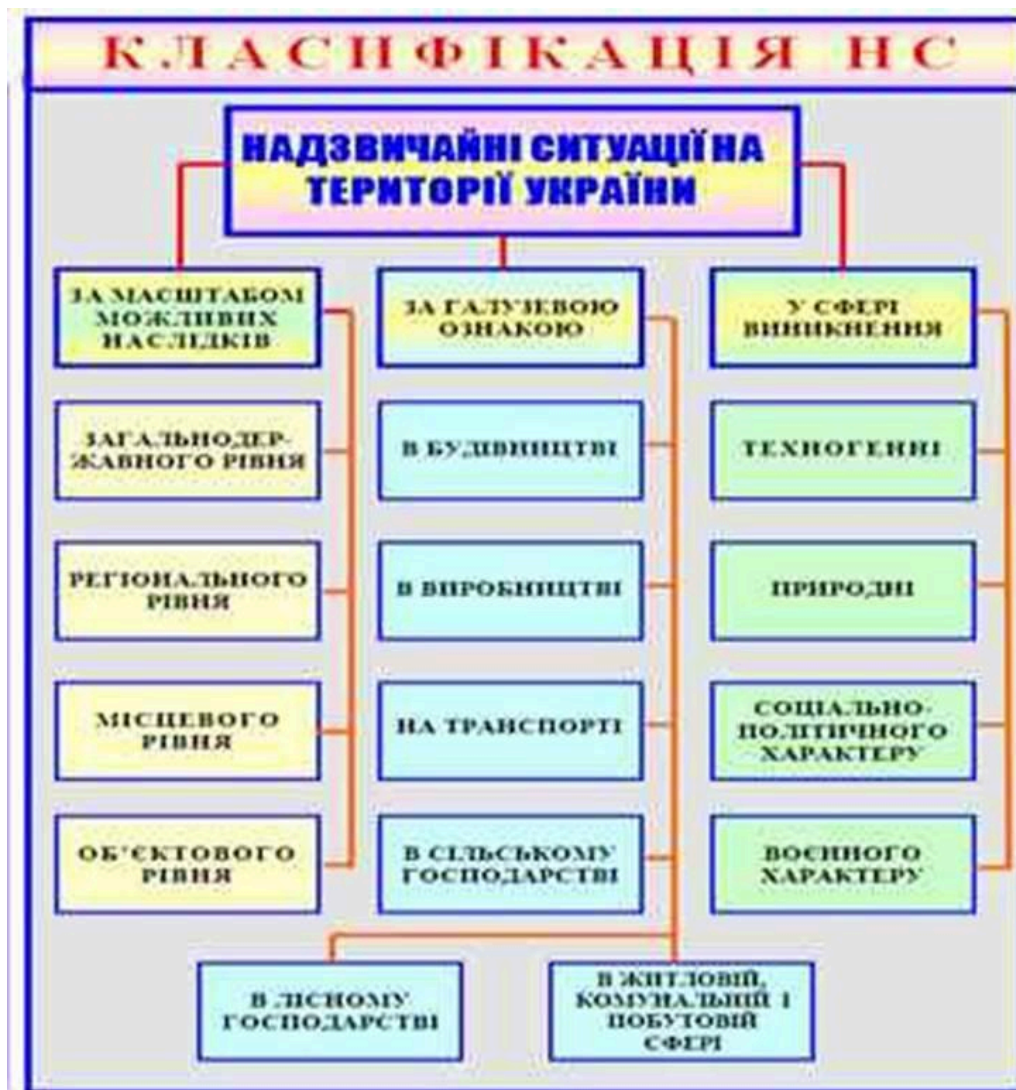 КЛАСИФІКАЦІЯ НС
НАДЗВИЧАЙНІ СИТУАЦІЇ НА
ТЕРИТОРІЇ УКРАЇНИ
ЗА МАСШТАБОМ
МОЖЛИВИХ
НАСЛІДКІВ
ЗАГАЛЬНОДЕР-
ЖАВНОГО РІВНЯ
РЕГІОНАЛЬНОГО
РІВНЯ
МІСЦЕВОГО
РІВНЯ
ОБ'ЄКТОВОГО
РІВНЯ
ЗА ГАЛУЗЕВОЮ
ОЗНАКОЮ
В БУДІВНИЦТВІ
В ВИРОБНИЦТВІ
НА ТРАНСПОРТІ
В СІЛЬСЬКОМУ
ГОСПОДАРСТВІ
В ЛІСНОМУ
ГОСПОДАРСТВІ
В ЖИТЛОВІЙ,
КОМУНАЛЬНІЙ І
ПОБУТОВІЙ
СФЕРІ
У СФЕРІ
ВИНИКНЕННЯ
ТЕХНОГЕННІ
ПРИРОДНІ
СОЦІАЛЬНО-
ПОЛІТИЧНОГО
ХАРАКТЕРУ
ВОЄННОГО
ХАРАКТЕРУ